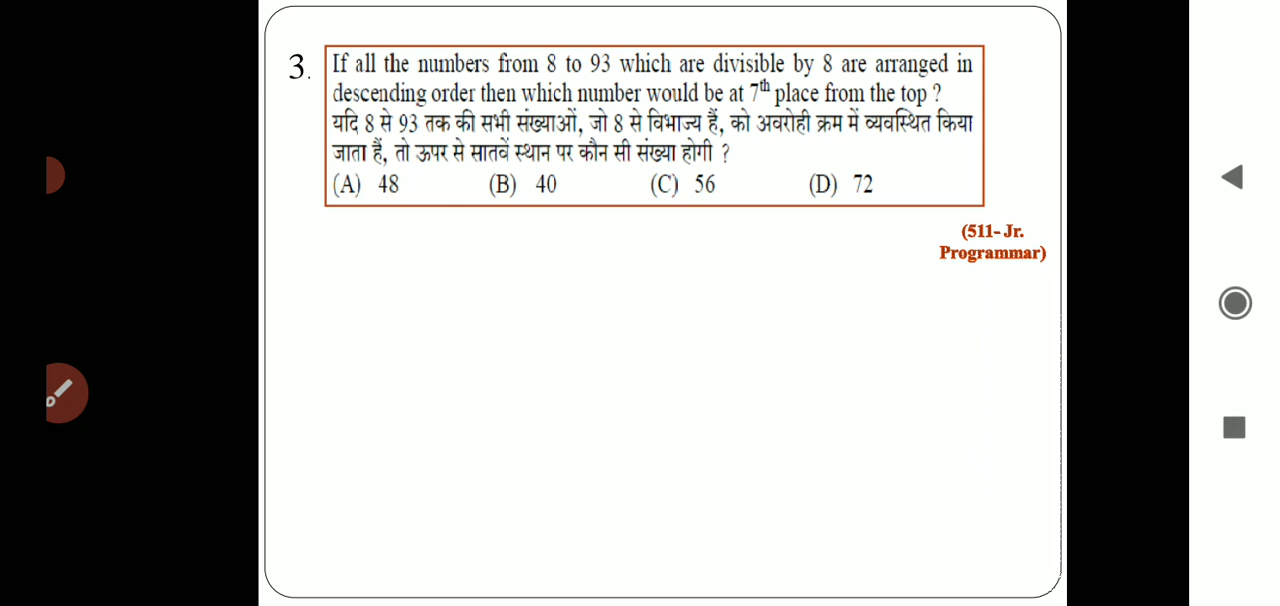 3. If all the numbers from 8 to 93 which are divisible by 8 are arranged in
descending order then which number would be at 7th place from the top ?
यदि 8 से 93 तक की सभी संख्याओं, जो 8 से विभाज्य हैं, को अवरोही क्रम में व्यवस्थित किया
जाता हैं, तो ऊपर से सातवें स्थान पर कौन सी संख्या होगी ?
(A) 48 (B) 40 (C) 56 (D) 72
(511- Jr.
Programmar)